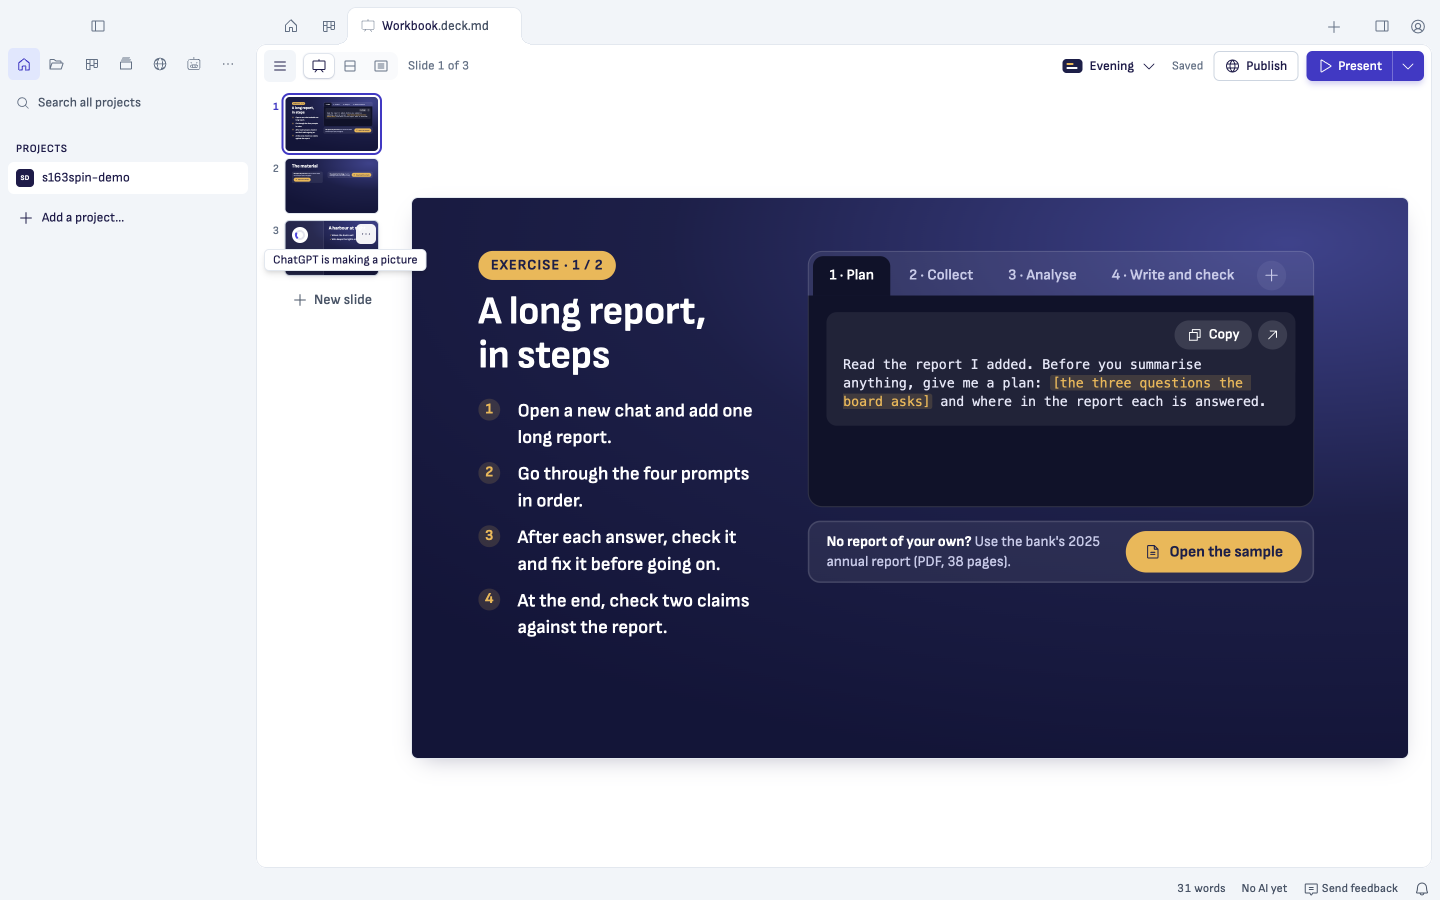 Workbook.deck.md
Slide 1 of 3
Evening
Saved
Publish
Present
Search all projects
PROJECTS
SD
s163spin-demo
Add a project...
1
2
The material
3
ChatGPT is making a picture
New slide
EXERCISE · 1 / 2
A long report,
in steps
1
Open a new chat and add one
long report.
2
Go through the four prompts
in order.
3
After each answer, check it
and fix it before going on.
4
At the end, check two claims
against the report.
1 · Plan
2 · Collect
3 · Analyse
4 · Write and check
Copy
Read the report I added. Before you summarise
anything, give me a plan: [the three questions the
board asks] and where in the report each is answered.
No report of your own? Use the bank's 2025
annual report (PDF, 38 pages).
Open the sample
31 words
No AI yet
Send feedback